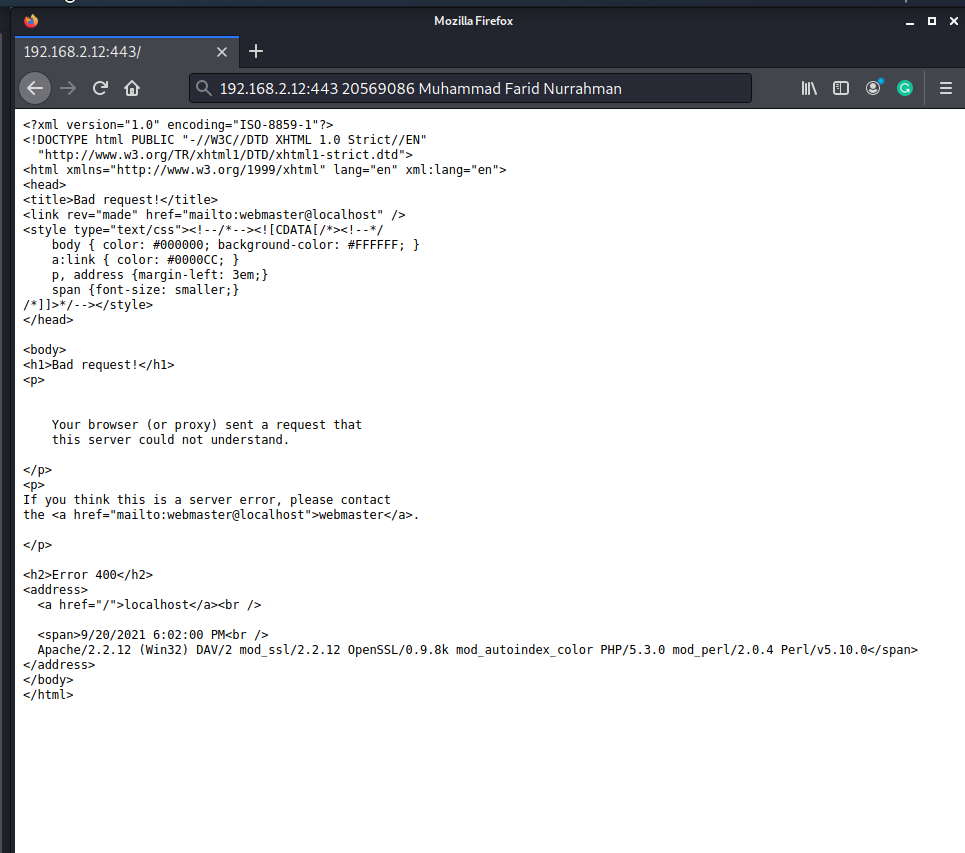 Mozilla Firefox
192.168.2.12:443/
192.168.2.12:443 20569086 Muhammad Farid Nurrahman
<?xml version="1.0" encoding="ISO-8859-1"?>
<!DOCTYPE html PUBLIC "-//W3C//DTD XHTML 1.0 Strict//EN"
  "http://www.w3.org/TR/xhtml1/DTD/xhtml1-strict.dtd">
<html xmlns="http://www.w3.org/1999/xhtml" lang="en" xml:lang="en">
<head>
<title>Bad request!</title>
<link rev="made" href="mailto:webmaster@localhost" />
<style type="text/css"><!--/*--><![CDATA[/*><!--*/
    body { color: #000000; background-color: #FFFFFF; }
    a:link { color: #0000CC; }
    p, address {margin-left: 3em;}
    span {font-size: smaller;}
/*]]>*/--></style>
</head>

<body>
<h1>Bad request!</h1>
<p>

    Your browser (or proxy) sent a request that
    this server could not understand.

</p>
<p>
If you think this is a server error, please contact
the <a href="mailto:webmaster@localhost">webmaster</a>.

</p>

<h2>Error 400</h2>
<address>
  <a href="/">localhost</a><br />

  <span>9/20/2021 6:02:00 PM<br />
  Apache/2.2.12 (Win32) DAV/2 mod_ssl/2.2.12 OpenSSL/0.9.8k mod_autoindex_color PHP/5.3.0 mod_perl/2.0.4 Perl/v5.10.0</span>
</address>
</body>
</html>